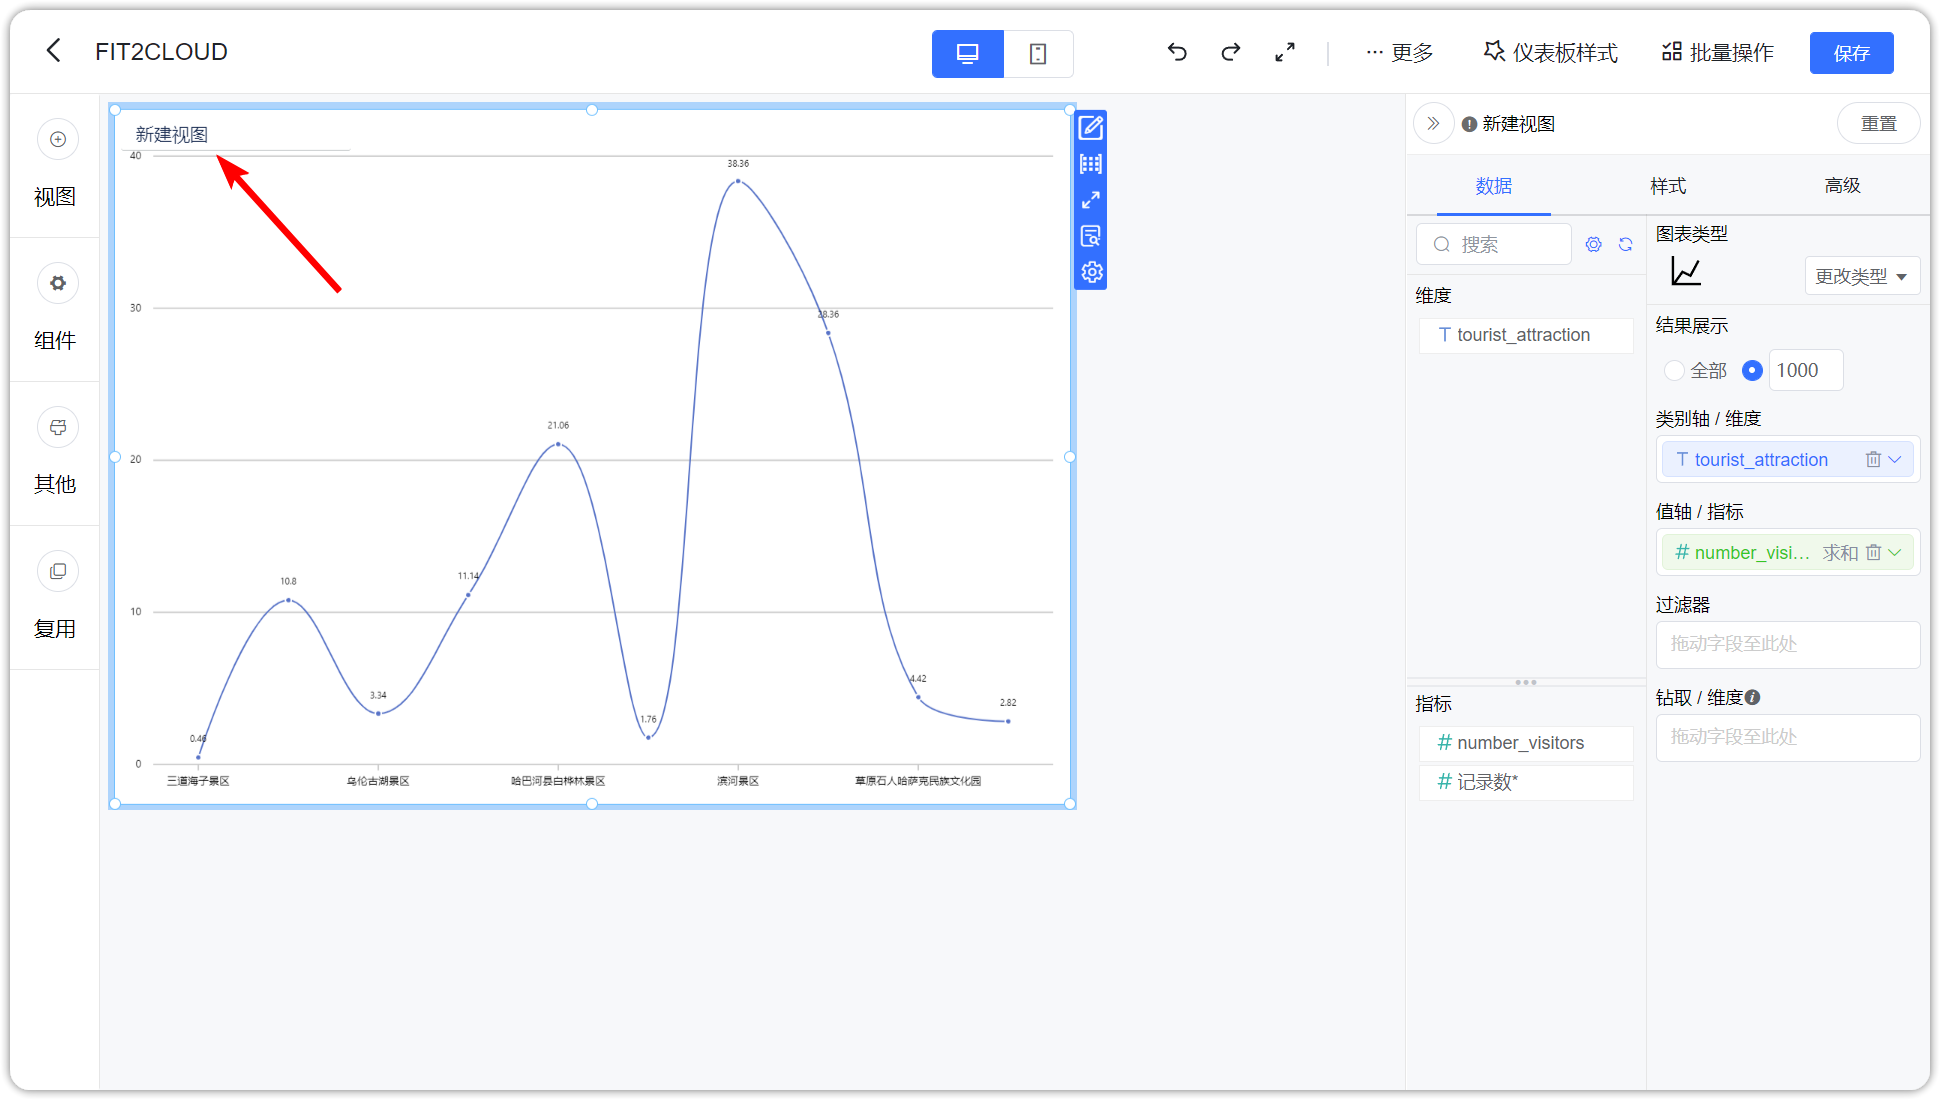 FIT2CLOUD
··· 更多
仪表板样式
批量操作
保存
视图
组件
其他
复用
新建视图
40
30
20
10
0
0.46
10.8
3.34
11.14
21.06
1.76
38.36
28.36
4.42
2.82
三道海子景区
乌伦古湖景区
哈巴河县白桦林景区
滨河景区
草原石人哈萨克民族文化园
新建视图
重置
数据
样式
高级
搜索
维度
T tourist_attraction
指标
# number_visitors
# 记录数*
图表类型
更改类型
结果展示
全部
1000
类别轴 / 维度
T tourist_attraction
值轴 / 指标
# number_visi... 求和
过滤器
拖动字段至此处
钻取 / 维度
拖动字段至此处